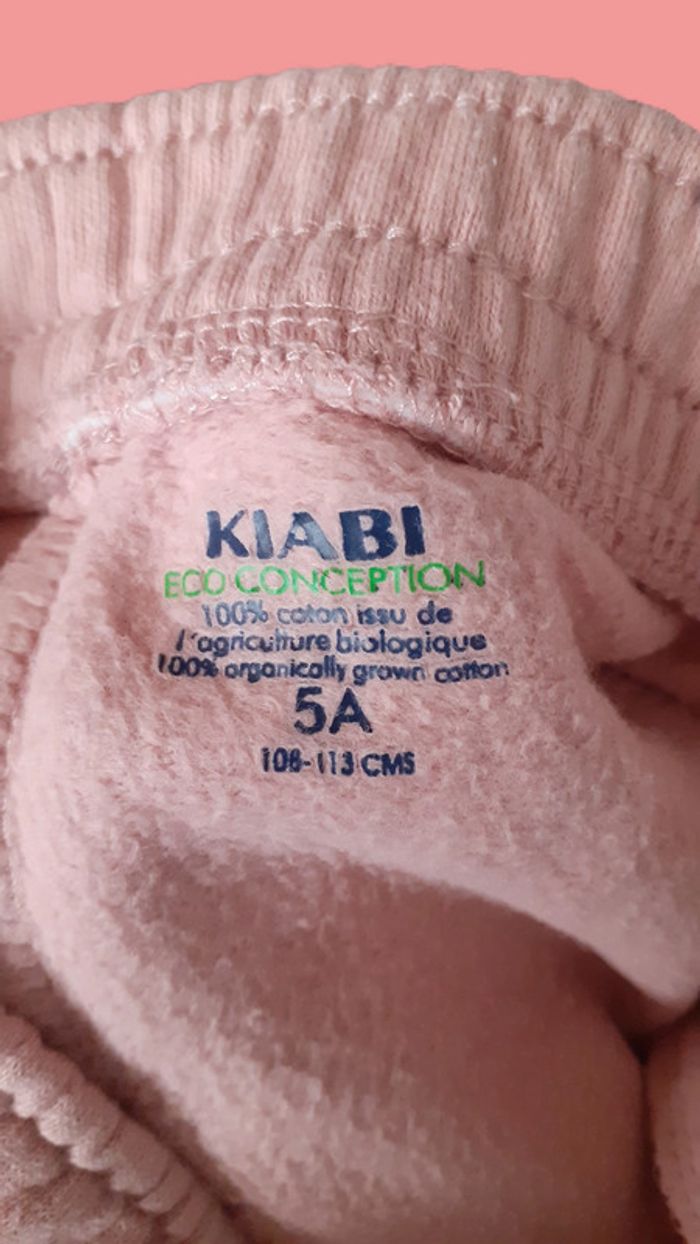 KIABI
ECO CONCEPTION
100% coton issu de
l'agriculture biologique
100% organically grown cotton
5A
108-113 CMS